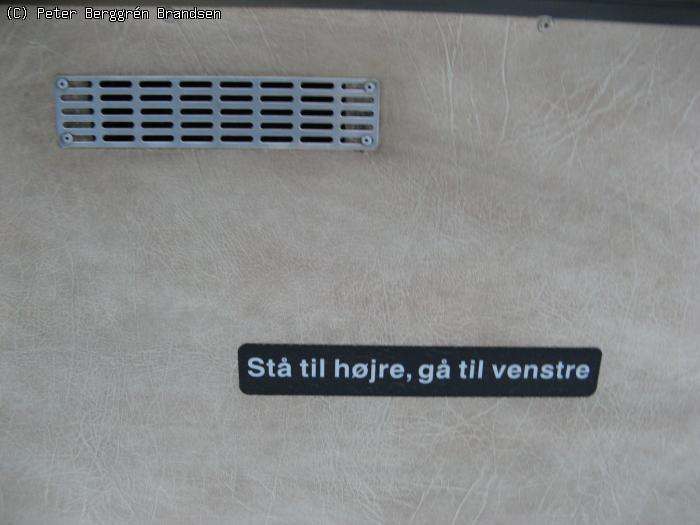 (C) Peter Berggrén Brandsen
Stå til højre, gå til venstre